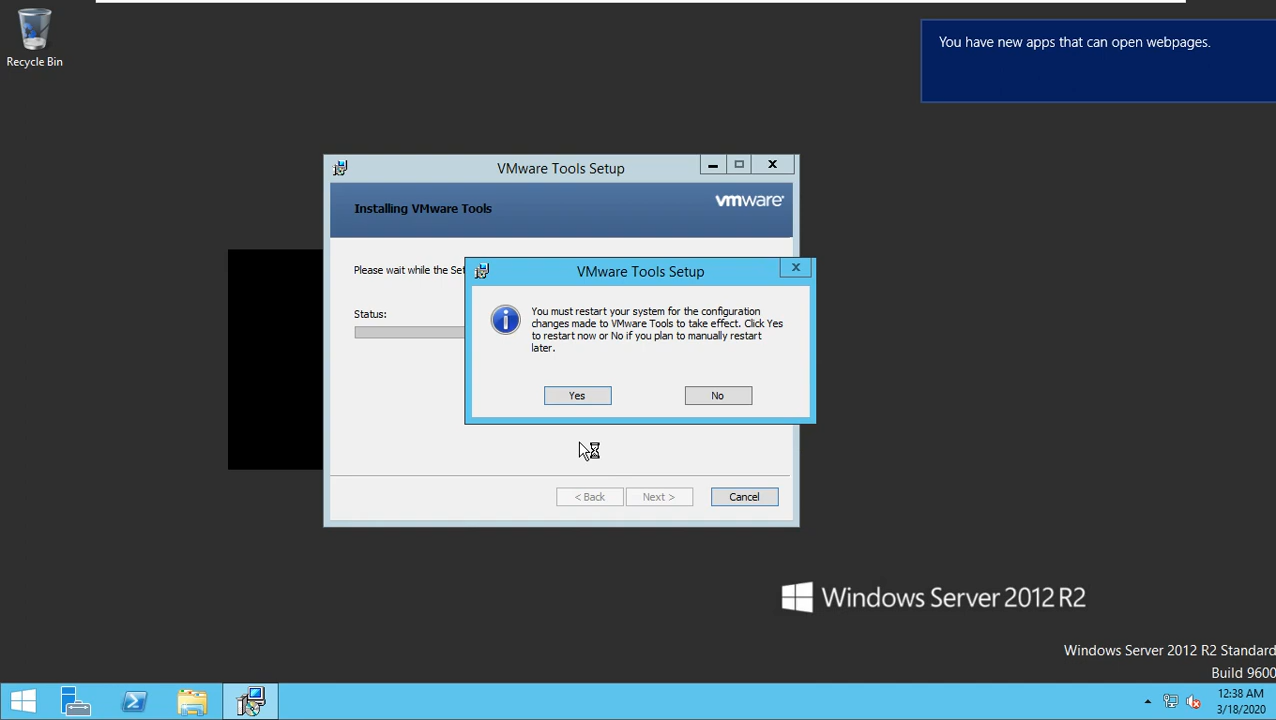 Recycle Bin
You have new apps that can open webpages.
VMware Tools Setup
Installing VMware Tools
vmware
Please wait while the Set
Status:
VMware Tools Setup
You must restart your system for the configuration
changes made to VMware Tools to take effect. Click Yes
to restart now or No if you plan to manually restart
later.
Yes
No
< Back
Next >
Cancel
Windows Server 2012 R2
Windows Server 2012 R2 Standard
Build 9600
12:38 AM
3/18/2020